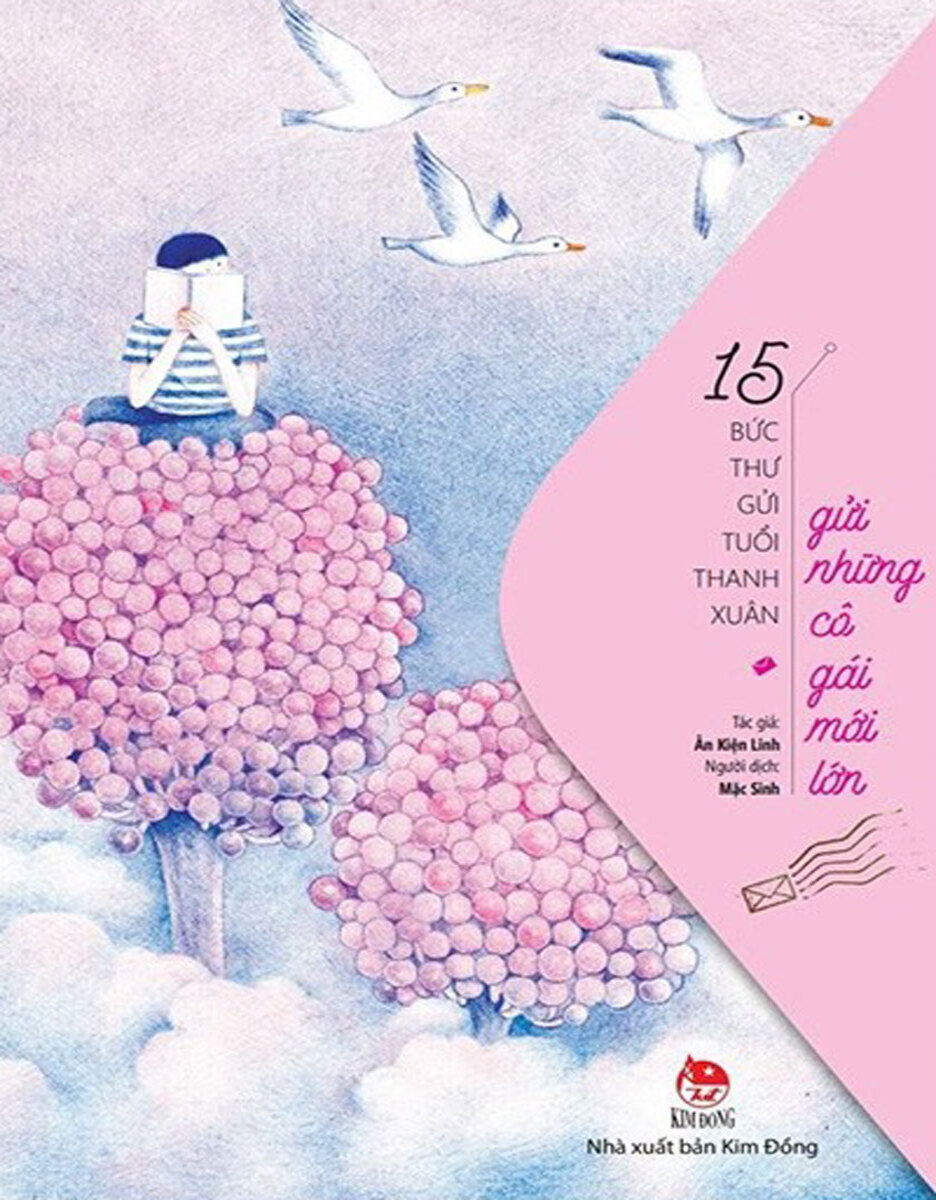 15
BỨC
THƯ
GỬI
TUỔI
THANH
XUÂN
gửi
những
cô
gái
mới
lớn
Tác giả:
Ân Kiện Linh
Người dịch:
Mặc Sinh
KIM ĐỒNG
Nhà xuất bản Kim Đồng